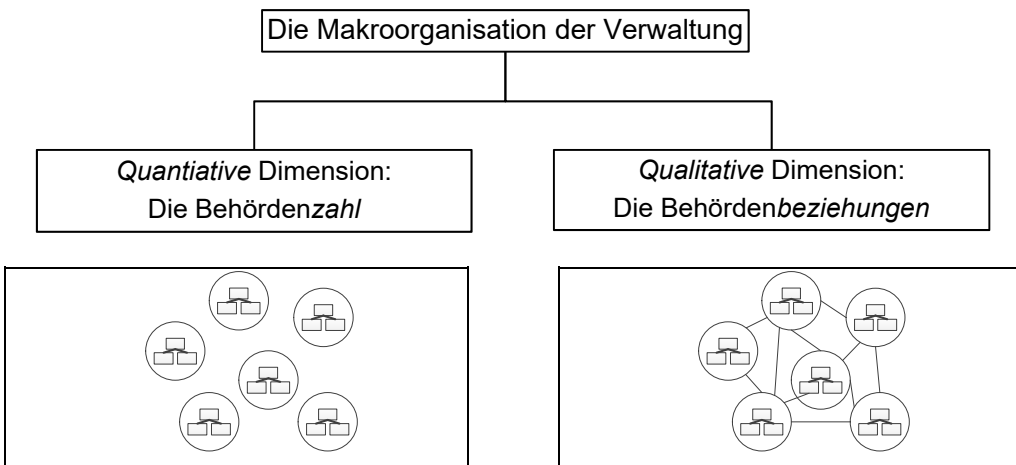 Die Makroorganisation der Verwaltung
Quantiative Dimension:
Die Behördenzahl
Qualitative Dimension:
Die Behördenbeziehungen